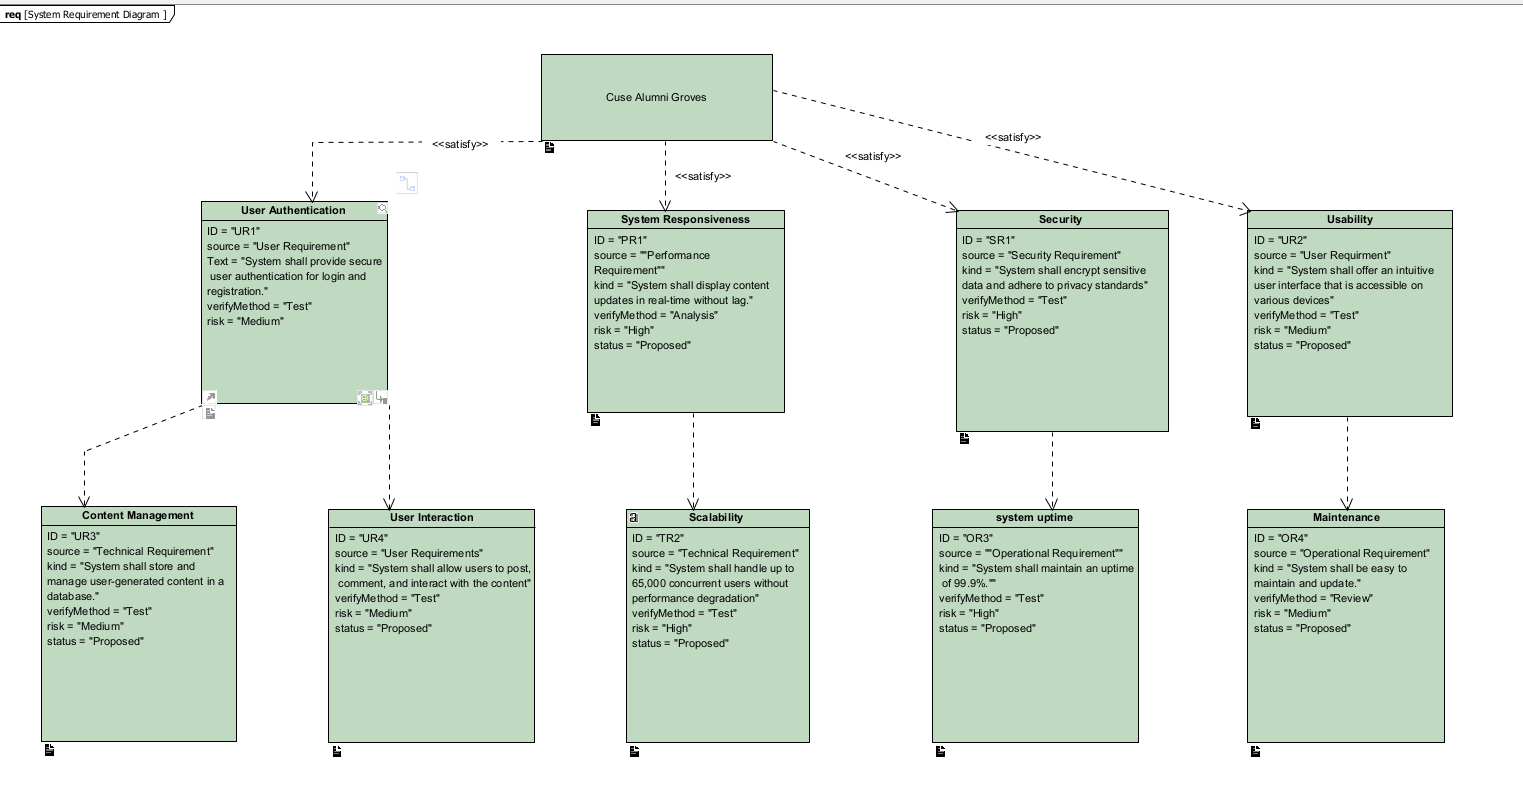 req [System Requirement Diagram ]
Cuse Alumni Groves
<<satisfy>>
<<satisfy>>
<<satisfy>>
<<satisfy>>
User Authentication
ID = "UR1"
source = "User Requirement"
Text = "System shall provide secure
user authentication for login and
registration."
verifyMethod = "Test"
risk = "Medium"
System Responsiveness
ID = "PR1"
source = ""Performance
Requirement""
kind = "System shall display content
updates in real-time without lag."
verifyMethod = "Analysis"
risk = "High"
status = "Proposed"
Security
ID = "SR1"
source = "Security Requirement"
kind = "System shall encrypt sensitive
data and adhere to privacy standards"
verifyMethod = "Test"
risk = "High"
status = "Proposed"
Usability
ID = "UR2"
source = "User Requirment"
kind = "System shall offer an intuitive
user interface that is accessible on
various devices"
verifyMethod = "Test"
risk = "Medium"
status = "Proposed"
Content Management
ID = "UR3"
source = "Technical Requirement"
kind = "System shall store and
manage user-generated content in a
database."
verifyMethod = "Test"
risk = "Medium"
status = "Proposed"
User Interaction
ID = "UR4"
source = "User Requirements"
kind = "System shall allow users to post,
comment, and interact with the content"
verifyMethod = "Test"
risk = "Medium"
status = "Proposed"
a
Scalability
ID = "TR2"
source = "Technical Requirement"
kind = "System shall handle up to
65,000 concurrent users without
performance degradation"
verifyMethod = "Test"
risk = "High"
status = "Proposed"
system uptime
ID = "OR3"
source = ""Operational Requirement""
kind = "System shall maintain an uptime
of 99.9%.""
verifyMethod = "Test"
risk = "High"
status = "Proposed"
Maintenance
ID = "OR4"
source = "Operational Requirement"
kind = "System shall be easy to
maintain and update."
verifyMethod = "Review"
risk = "Medium"
status = "Proposed"